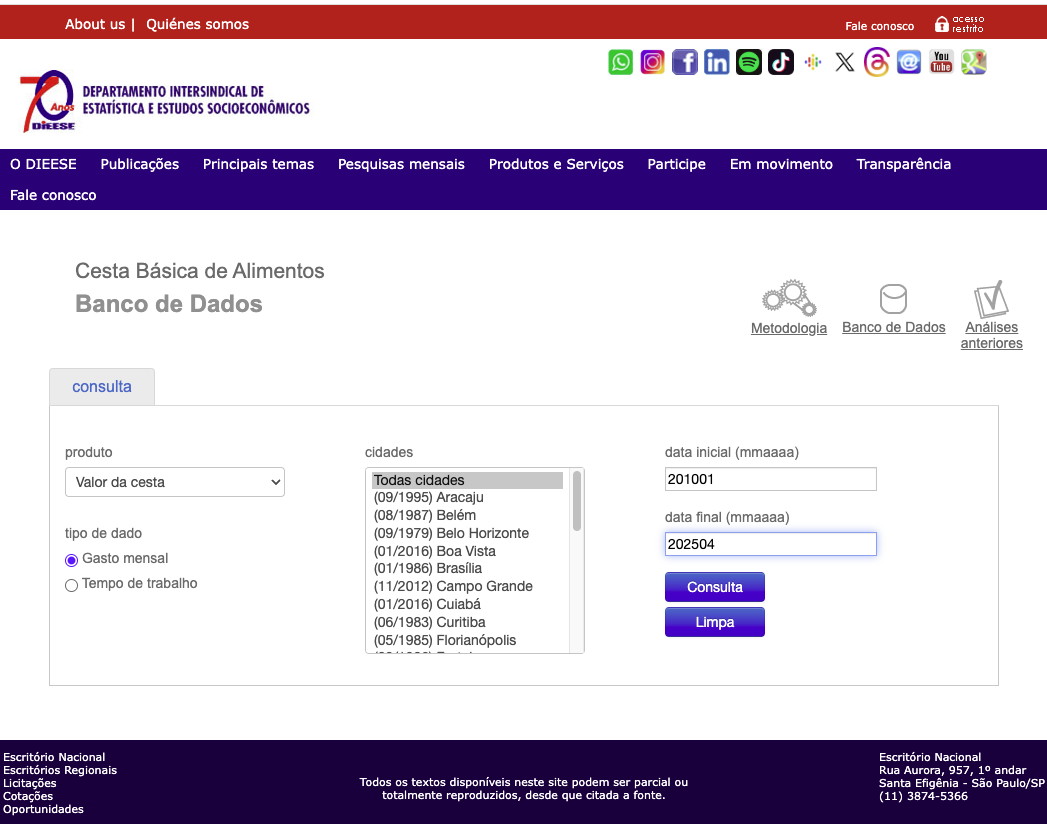 About us | Quiénes somos
Fale conosco
acesso
restrito
You
Tube
70
Anos
DIEESE
DEPARTAMENTO INTERSINDICAL DE
ESTATÍSTICA E ESTUDOS SOCIOECONÔMICOS
O DIEESE Publicações Principais temas Pesquisas mensais Produtos e Serviços Participe Em movimento Transparência
Fale conosco
Cesta Básica de Alimentos
Banco de Dados
Metodologia
Banco de Dados
Análises
anteriores
consulta
produto
Valor da cesta
tipo de dado
Gasto mensal
Tempo de trabalho
cidades
Todas cidades
(09/1995) Aracaju
(08/1987) Belém
(09/1979) Belo Horizonte
(01/2016) Boa Vista
(01/1986) Brasília
(11/2012) Campo Grande
(01/2016) Cuiabá
(06/1983) Curitiba
(05/1985) Florianópolis
data inicial (mmaaaa)
201001
data final (mmaaaa)
202504
Consulta
Limpa
Escritório Nacional
Escritórios Regionais
Licitações
Cotações
Oportunidades
Todos os textos disponíveis neste site podem ser parcial ou
totalmente reproduzidos, desde que citada a fonte.
Escritório Nacional
Rua Aurora, 957, 1º andar
Santa Efigênia - São Paulo/SP
(11) 3874-5366